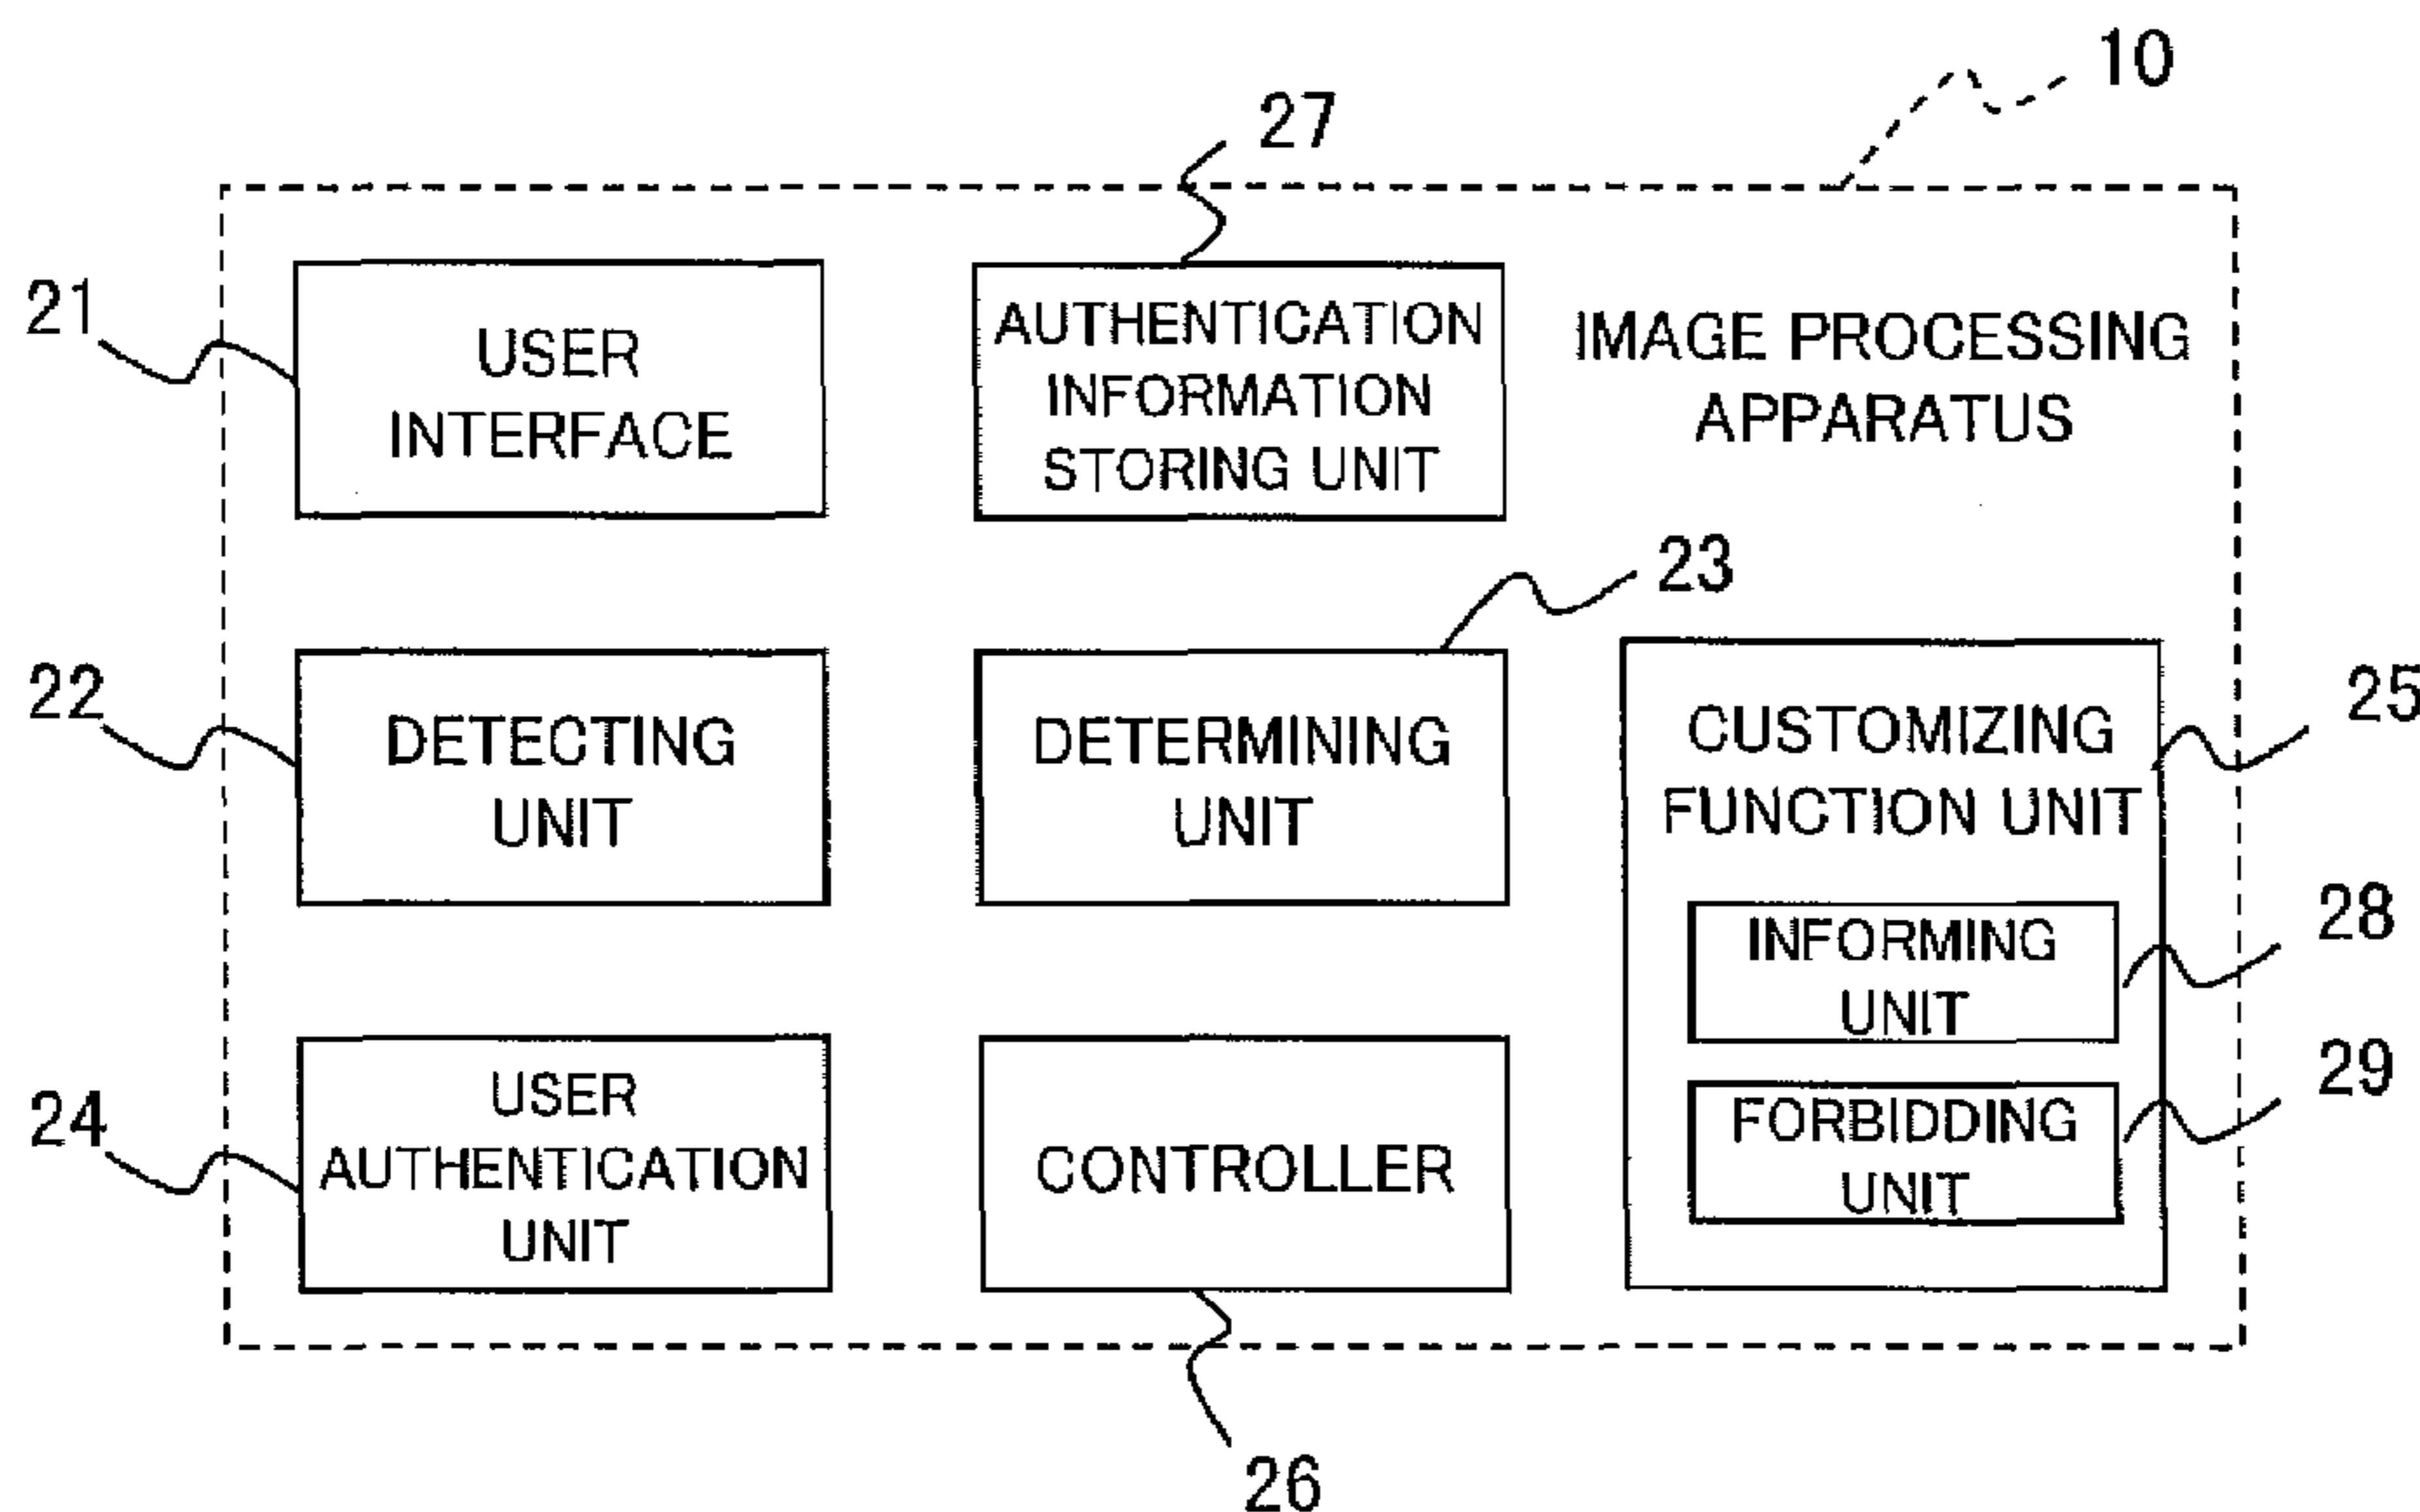 10
27
21
USER
INTERFACE
AUTHENTICATION
INFORMATION
STORING UNIT
IMAGE PROCESSING
APPARATUS
23
22
DETECTING
UNIT
DETERMINING
UNIT
25
CUSTOMIZING
FUNCTION UNIT
28
INFORMING
UNIT
29
FORBIDDING
UNIT
24
USER
AUTHENTICATION
UNIT
CONTROLLER
26